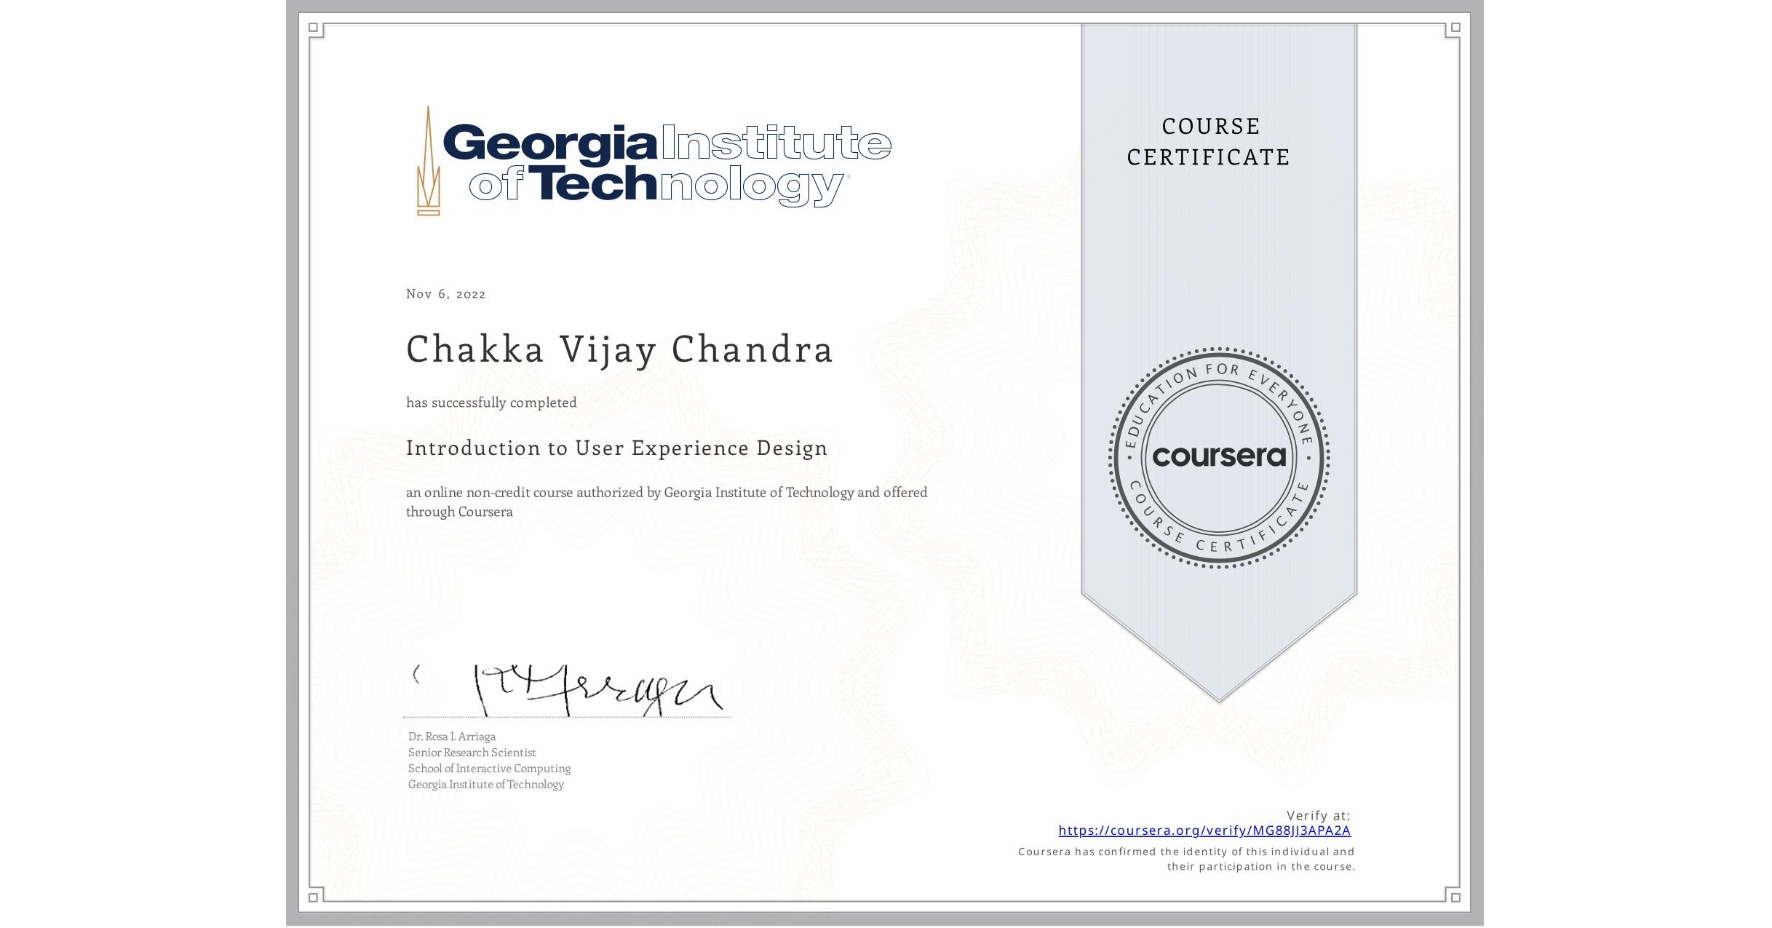 Georgia Institute
of Technology
COURSE
CERTIFICATE
Nov 6, 2022
Chakka Vijay Chandra
has successfully completed
Introduction to User Experience Design
an online non-credit course authorized by Georgia Institute of Technology and offered
through Coursera
EDUCATION FOR EVERYONE
coursera
COURSE CERTIFICATE
Dr. Rosa I. Arriaga
Senior Research Scientist
School of Interactive Computing
Georgia Institute of Technology
Verify at:
https://coursera.org/verify/MG88JJ3APA2A
Coursera has confirmed the identity of this individual and
their participation in the course.